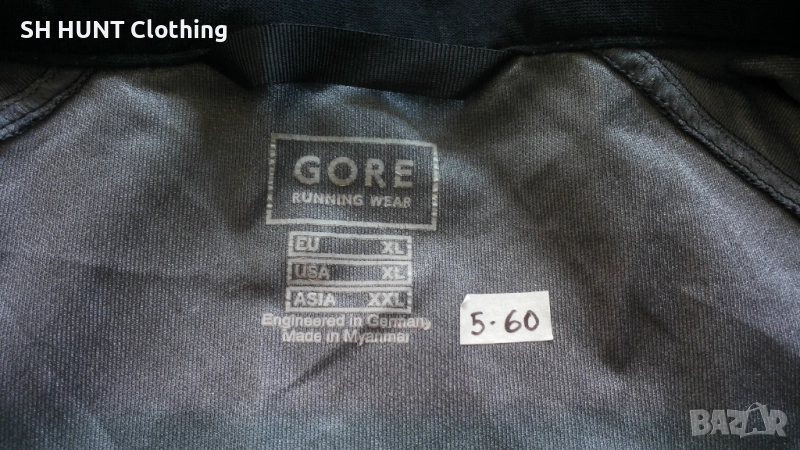 SH HUNT Clothing
GORE
RUNNING WEAR
EU XL
USA XL
ASIA XXL
Engineered in Germany
Made in Myanmar
5-60
BAZAR